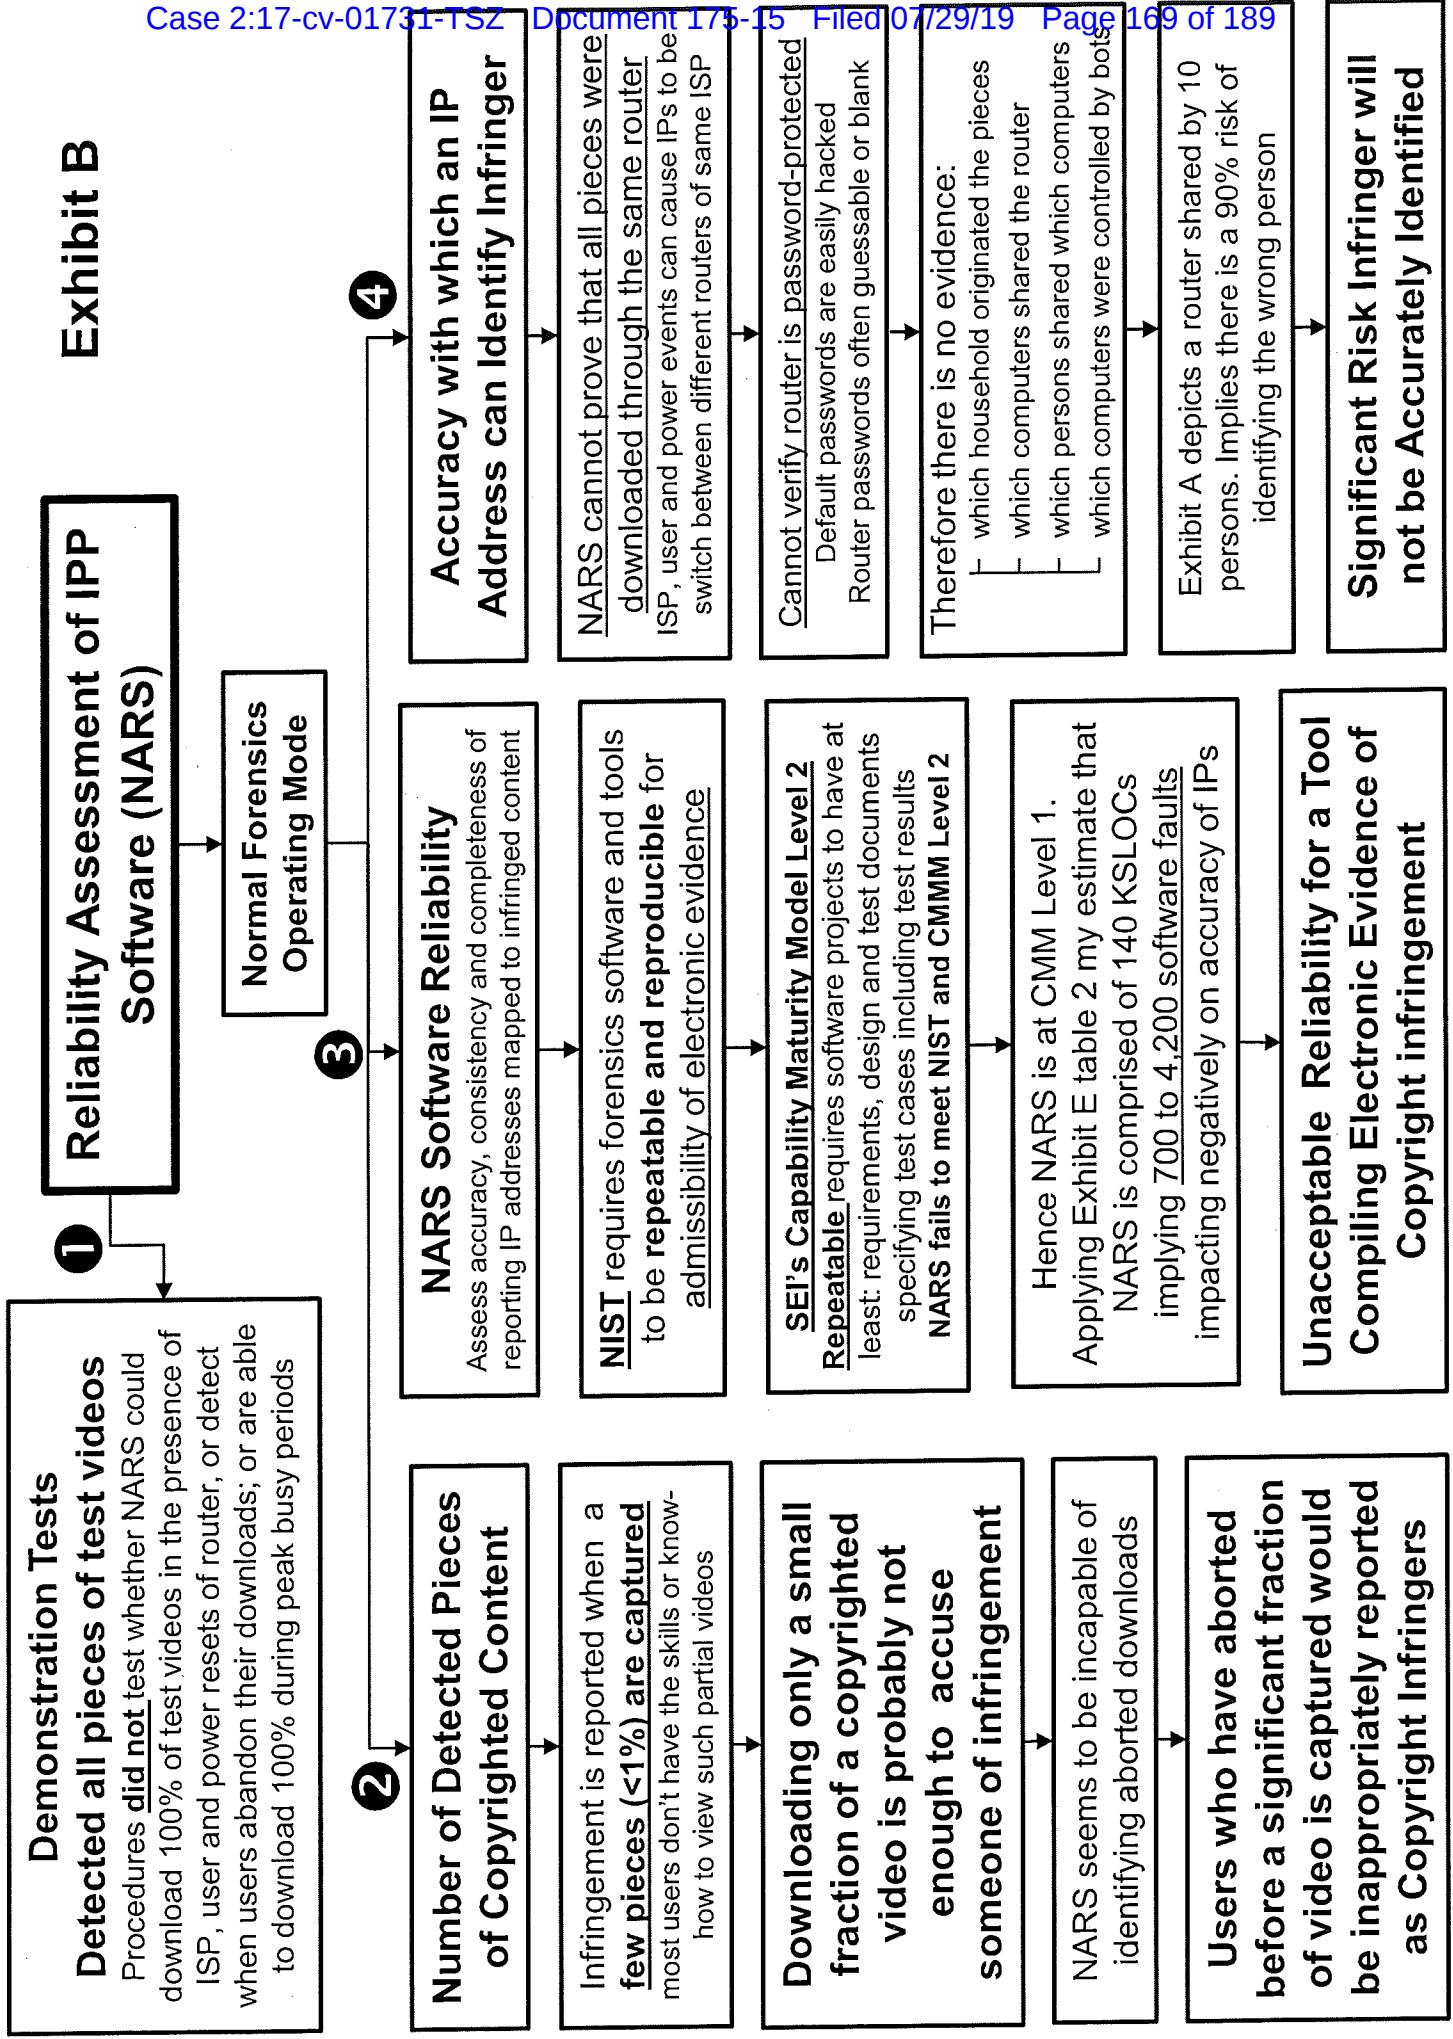 Case 2:17-cv-01731-TSZ Document 175-15 Filed 07/29/19 Page 169 of 189
Exhibit B
Reliability Assessment of IPP
Software (NARS)
Normal Forensics
Operating Mode
1
Demonstration Tests
Detected all pieces of test videos
Procedures did not test whether NARS could
download 100% of test videos in the presence of
ISP, user and power resets of router, or detect
when users abandon their downloads; or are able
to download 100% during peak busy periods
2
Number of Detected Pieces
of Copyrighted Content
Infringement is reported when a
few pieces (<1%) are captured
most users don't have the skills or know-
how to view such partial videos
Downloading only a small
fraction of a copyrighted
video is probably not
enough to accuse
someone of infringement
NARS seems to be incapable of
identifying aborted downloads
Users who have aborted
before a significant fraction
of video is captured would
be inappropriately reported
as Copyright Infringers
3
NARS Software Reliability
Assess accuracy, consistency and completeness of
reporting IP addresses mapped to infringed content
NIST requires forensics software and tools
to be repeatable and reproducible for
admissibility of electronic evidence
SEI's Capability Maturity Model Level 2
Repeatable requires software projects to have at
least: requirements, design and test documents
specifying test cases including test results
NARS fails to meet NIST and CMMM Level 2
Hence NARS is at CMM Level 1.
Applying Exhibit E table 2 my estimate that
NARS is comprised of 140 KSLOCs
implying 700 to 4,200 software faults
impacting negatively on accuracy of IPs
Unacceptable Reliability for a Tool
Compiling Electronic Evidence of
Copyright infringement
4
Accuracy with which an IP
Address can Identify Infringer
NARS cannot prove that all pieces were
downloaded through the same router
ISP, user and power events can cause IPs to be
switch between different routers of same ISP
Cannot verify router is password-protected
Default passwords are easily hacked
Router passwords often guessable or blank
Therefore there is no evidence:
which household originated the pieces
which computers shared the router
which persons shared which computers
which computers were controlled by bots
Exhibit A depicts a router shared by 10
persons. Implies there is a 90% risk of
identifying the wrong person
Significant Risk Infringer will
not be Accurately Identified